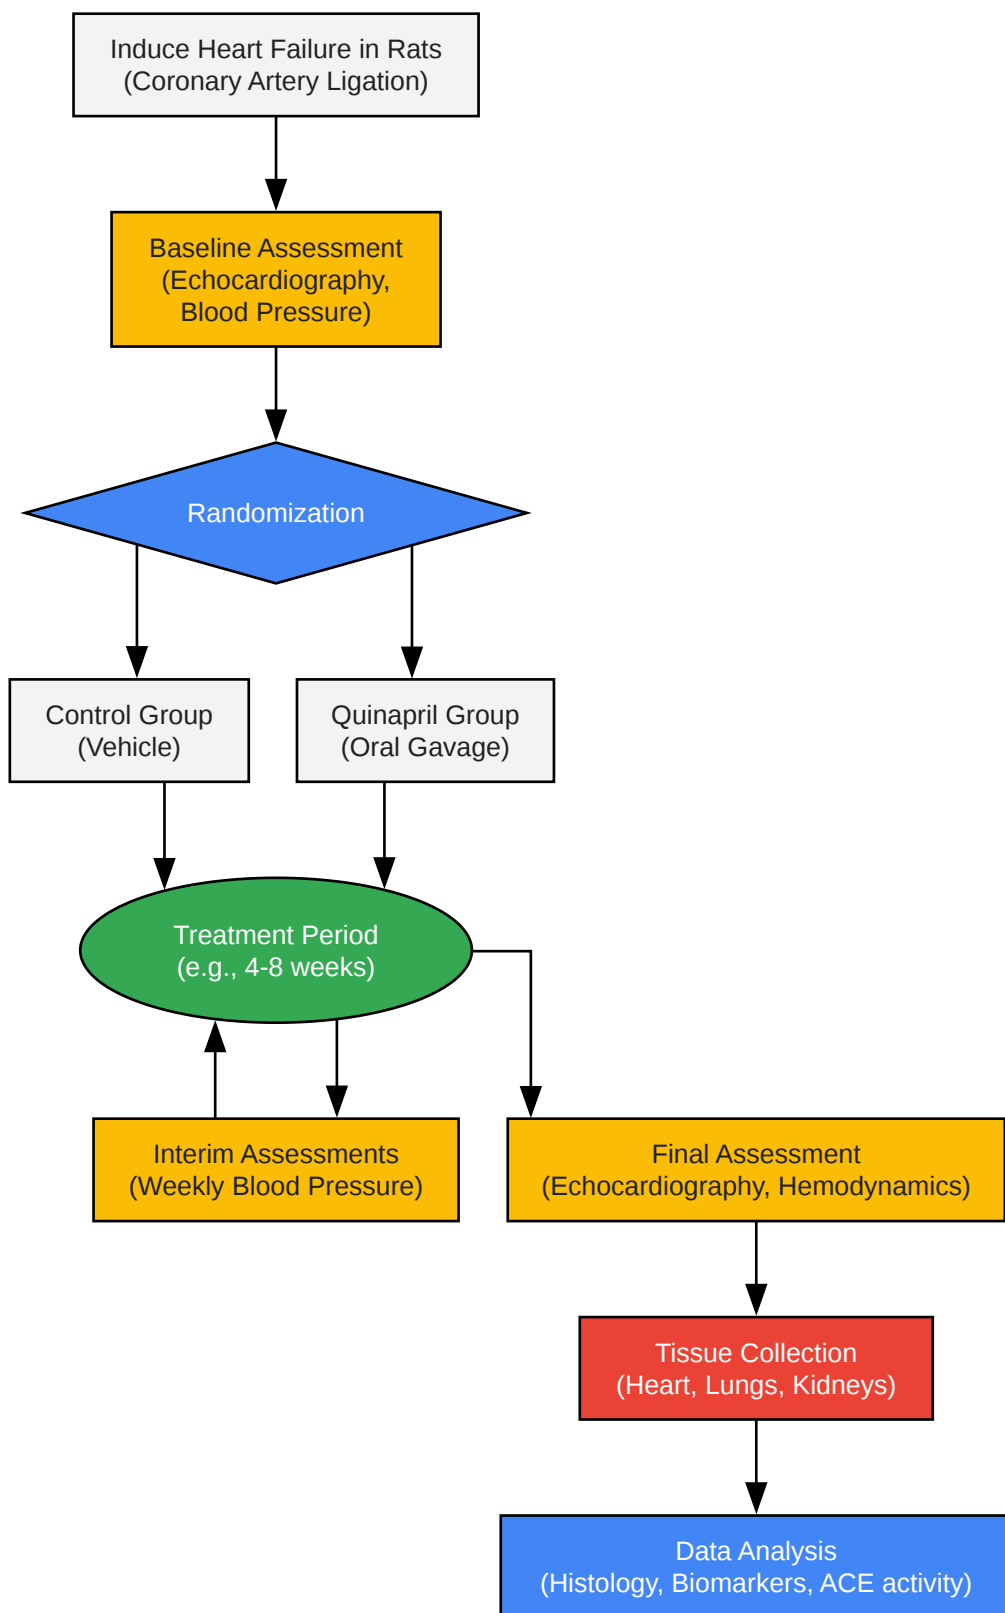 Induce Heart Failure in Rats
(Coronary Artery Ligation)
Baseline Assessment
(Echocardiography,
Blood Pressure)
Randomization
Control Group
(Vehicle)
Quinapril Group
(Oral Gavage)
Treatment Period
(e.g., 4-8 weeks)
Interim Assessments
(Weekly Blood Pressure)
Final Assessment
(Echocardiography, Hemodynamics)
Tissue Collection
(Heart, Lungs, Kidneys)
Data Analysis
(Histology, Biomarkers, ACE activity)